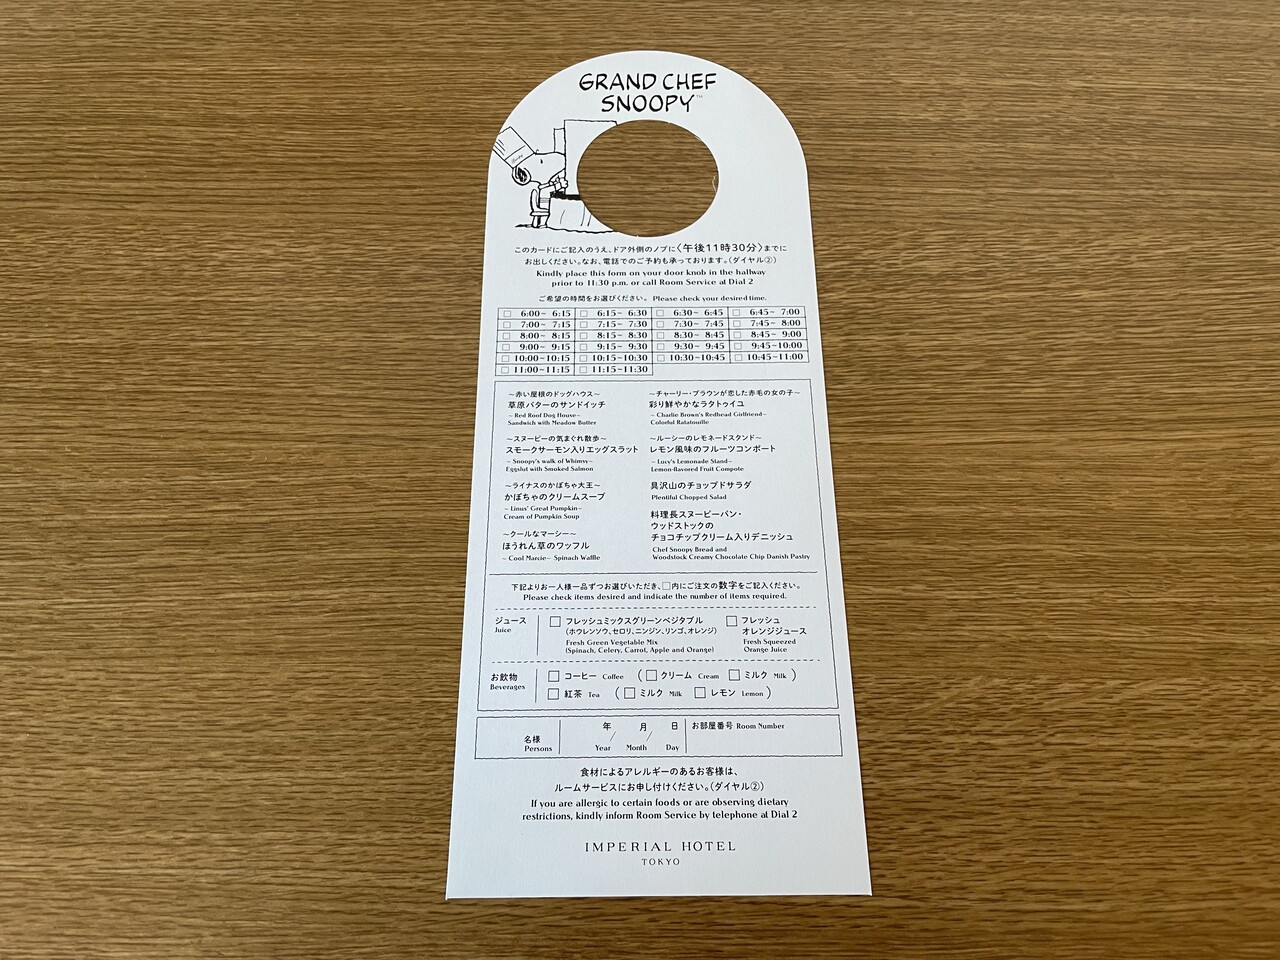 GRAND CHEF
SNOOPY™
このカードにご記入のうえ、ドア外側のノブに〈午後11時30分〉までに
お出しください。なお、電話でのご予約も承っております。(ダイヤル②)
Kindly place this form on your door knob in the hallway
prior to 11:30 p.m. or call Room Service at Dial 2
ご希望の時間をお選びください。 Please check your desired time.
□ 6:00~ 6:15 □ 6:15~ 6:30 □ 6:30~ 6:45 □ 6:45~ 7:00
□ 7:00~ 7:15 □ 7:15~ 7:30 □ 7:30~ 7:45 □ 7:45~ 8:00
□ 8:00~ 8:15 □ 8:15~ 8:30 □ 8:30~ 8:45 □ 8:45~ 9:00
□ 9:00~ 9:15 □ 9:15~ 9:30 □ 9:30~ 9:45 □ 9:45~10:00
□ 10:00~10:15 □ 10:15~10:30 □ 10:30~10:45 □ 10:45~11:00
□ 11:00~11:15 □ 11:15~11:30
~赤い屋根のドッグハウス~
草原バターのサンドイッチ
~Red Roof Dog House~
Sandwich with Meadow Butter
~スヌーピーの気まぐれ散歩~
スモークサーモン入りエッグスラット
~Snoopy's walk of Whimsy~
Eggslut with Smoked Salmon
~ライナスのかぼちゃ大王~
かぼちゃのクリームスープ
~Linus' Great Pumpkin~
Cream of Pumpkin Soup
~クールなマーシー~
ほうれん草のワッフル
~Cool Marcie~ Spinach Waffle
~チャーリー・ブラウンが恋した赤毛の女の子~
彩り鮮やかなラタトゥイユ
~Charlie Brown's Redhead Girlfriend~
Colorful Ratatouille
~ルーシーのレモネードスタンド~
レモン風味のフルーツコンポート
~Lucy's Lemonade Stand~
Lemon-flavored Fruit Compote
具沢山のチョップドサラダ
Plentiful Chopped Salad
料理長スヌーピーパン・
ウッドストックの
チョコチップクリーム入りデニッシュ
Chef Snoopy Bread and
Woodstock Creamy Chocolate Chip Danish Pastry
下記よりお一人様一品ずつお選びいただき、□内にご注文の数字をご記入ください。
Please check items desired and indicate the number of items required.
ジュース
Juice
□ フレッシュミックスグリーンベジタブル
(ホウレンソウ、セロリ、ニンジン、リンゴ、オレンジ)
Fresh Green Vegetable Mix
(Spinach, Celery, Carrot, Apple and Orange)
□ フレッシュ
オレンジジュース
Fresh Squeezed
Orange Juice
お飲物
Beverages
□ コーヒー Coffee (□ クリーム Cream □ ミルク Milk)
□ 紅茶 Tea (□ ミルク Milk □ レモン Lemon)
名様
Persons
年 月 日
Year / Month / Day
お部屋番号 Room Number
食材によるアレルギーのあるお客様は、
ルームサービスにお申し付けください。(ダイヤル②)
If you are allergic to certain foods or are observing dietary
restrictions, kindly inform Room Service by telephone at Dial 2
IMPERIAL HOTEL
TOKYO